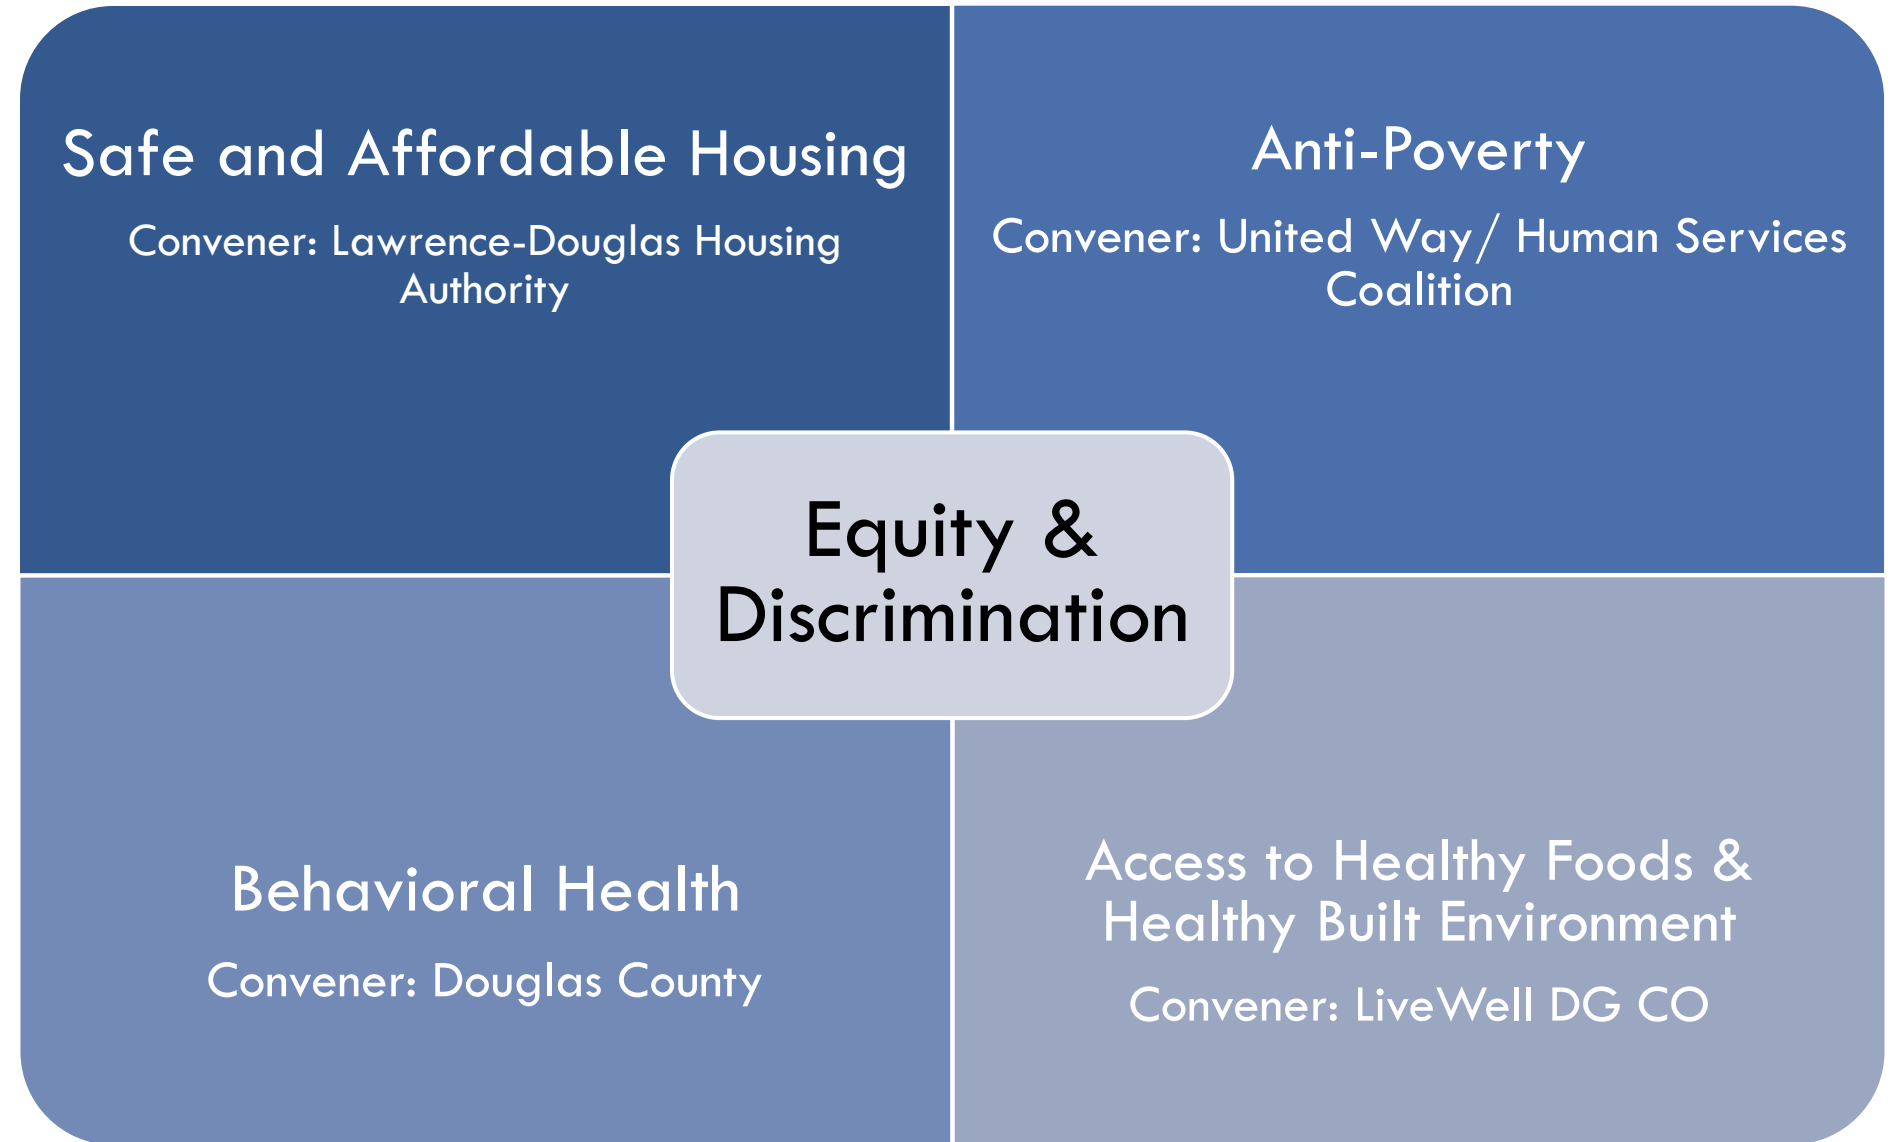 Safe and Affordable Housing
Convener: Lawrence-Douglas Housing
Authority
Anti-Poverty
Convener: United Way/ Human Services
Coalition
Equity &
Discrimination
Behavioral Health
Convener: Douglas County
Access to Healthy Foods &
Healthy Built Environment
Convener: LiveWell DG CO